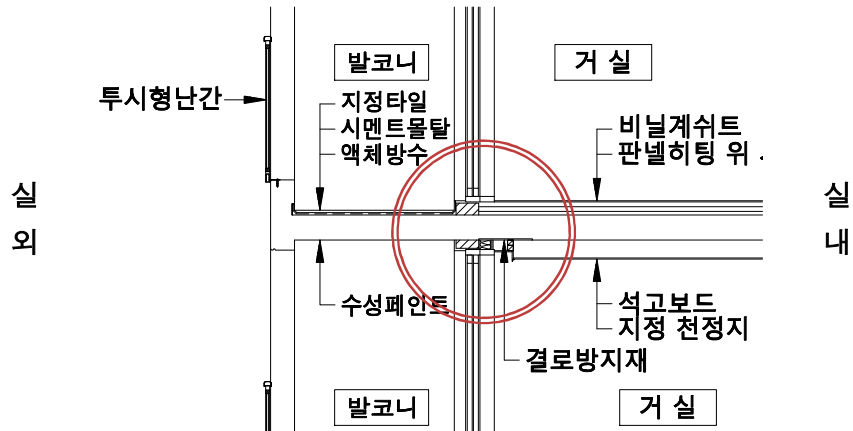 발코니
거 실
투시형난간
지정타일
시멘트몰탈
액체방수
비닐계쉬트
판넬히팅 위 .
실
외
실
내
수성페인트
석고보드
지정 천정지
결로방지재
발코니
거 실